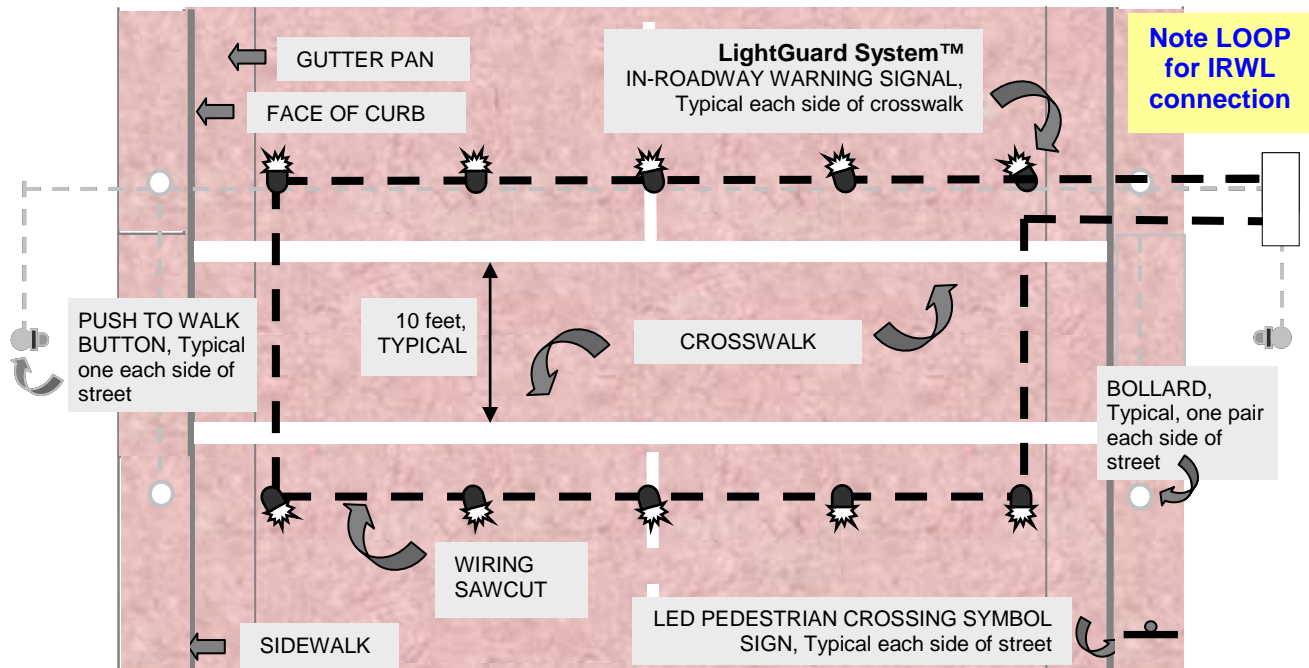 GUTTER PAN
FACE OF CURB
LightGuard System™
IN-ROADWAY WARNING SIGNAL,
Typical each side of crosswalk
Note LOOP
for IRWL
connection
PUSH TO WALK
BUTTON, Typical
one each side of
street
10 feet,
TYPICAL
CROSSWALK
BOLLARD,
Typical, one pair
each side of
street
WIRING
SAWCUT
SIDEWALK
LED PEDESTRIAN CROSSING SYMBOL
SIGN, Typical each side of street